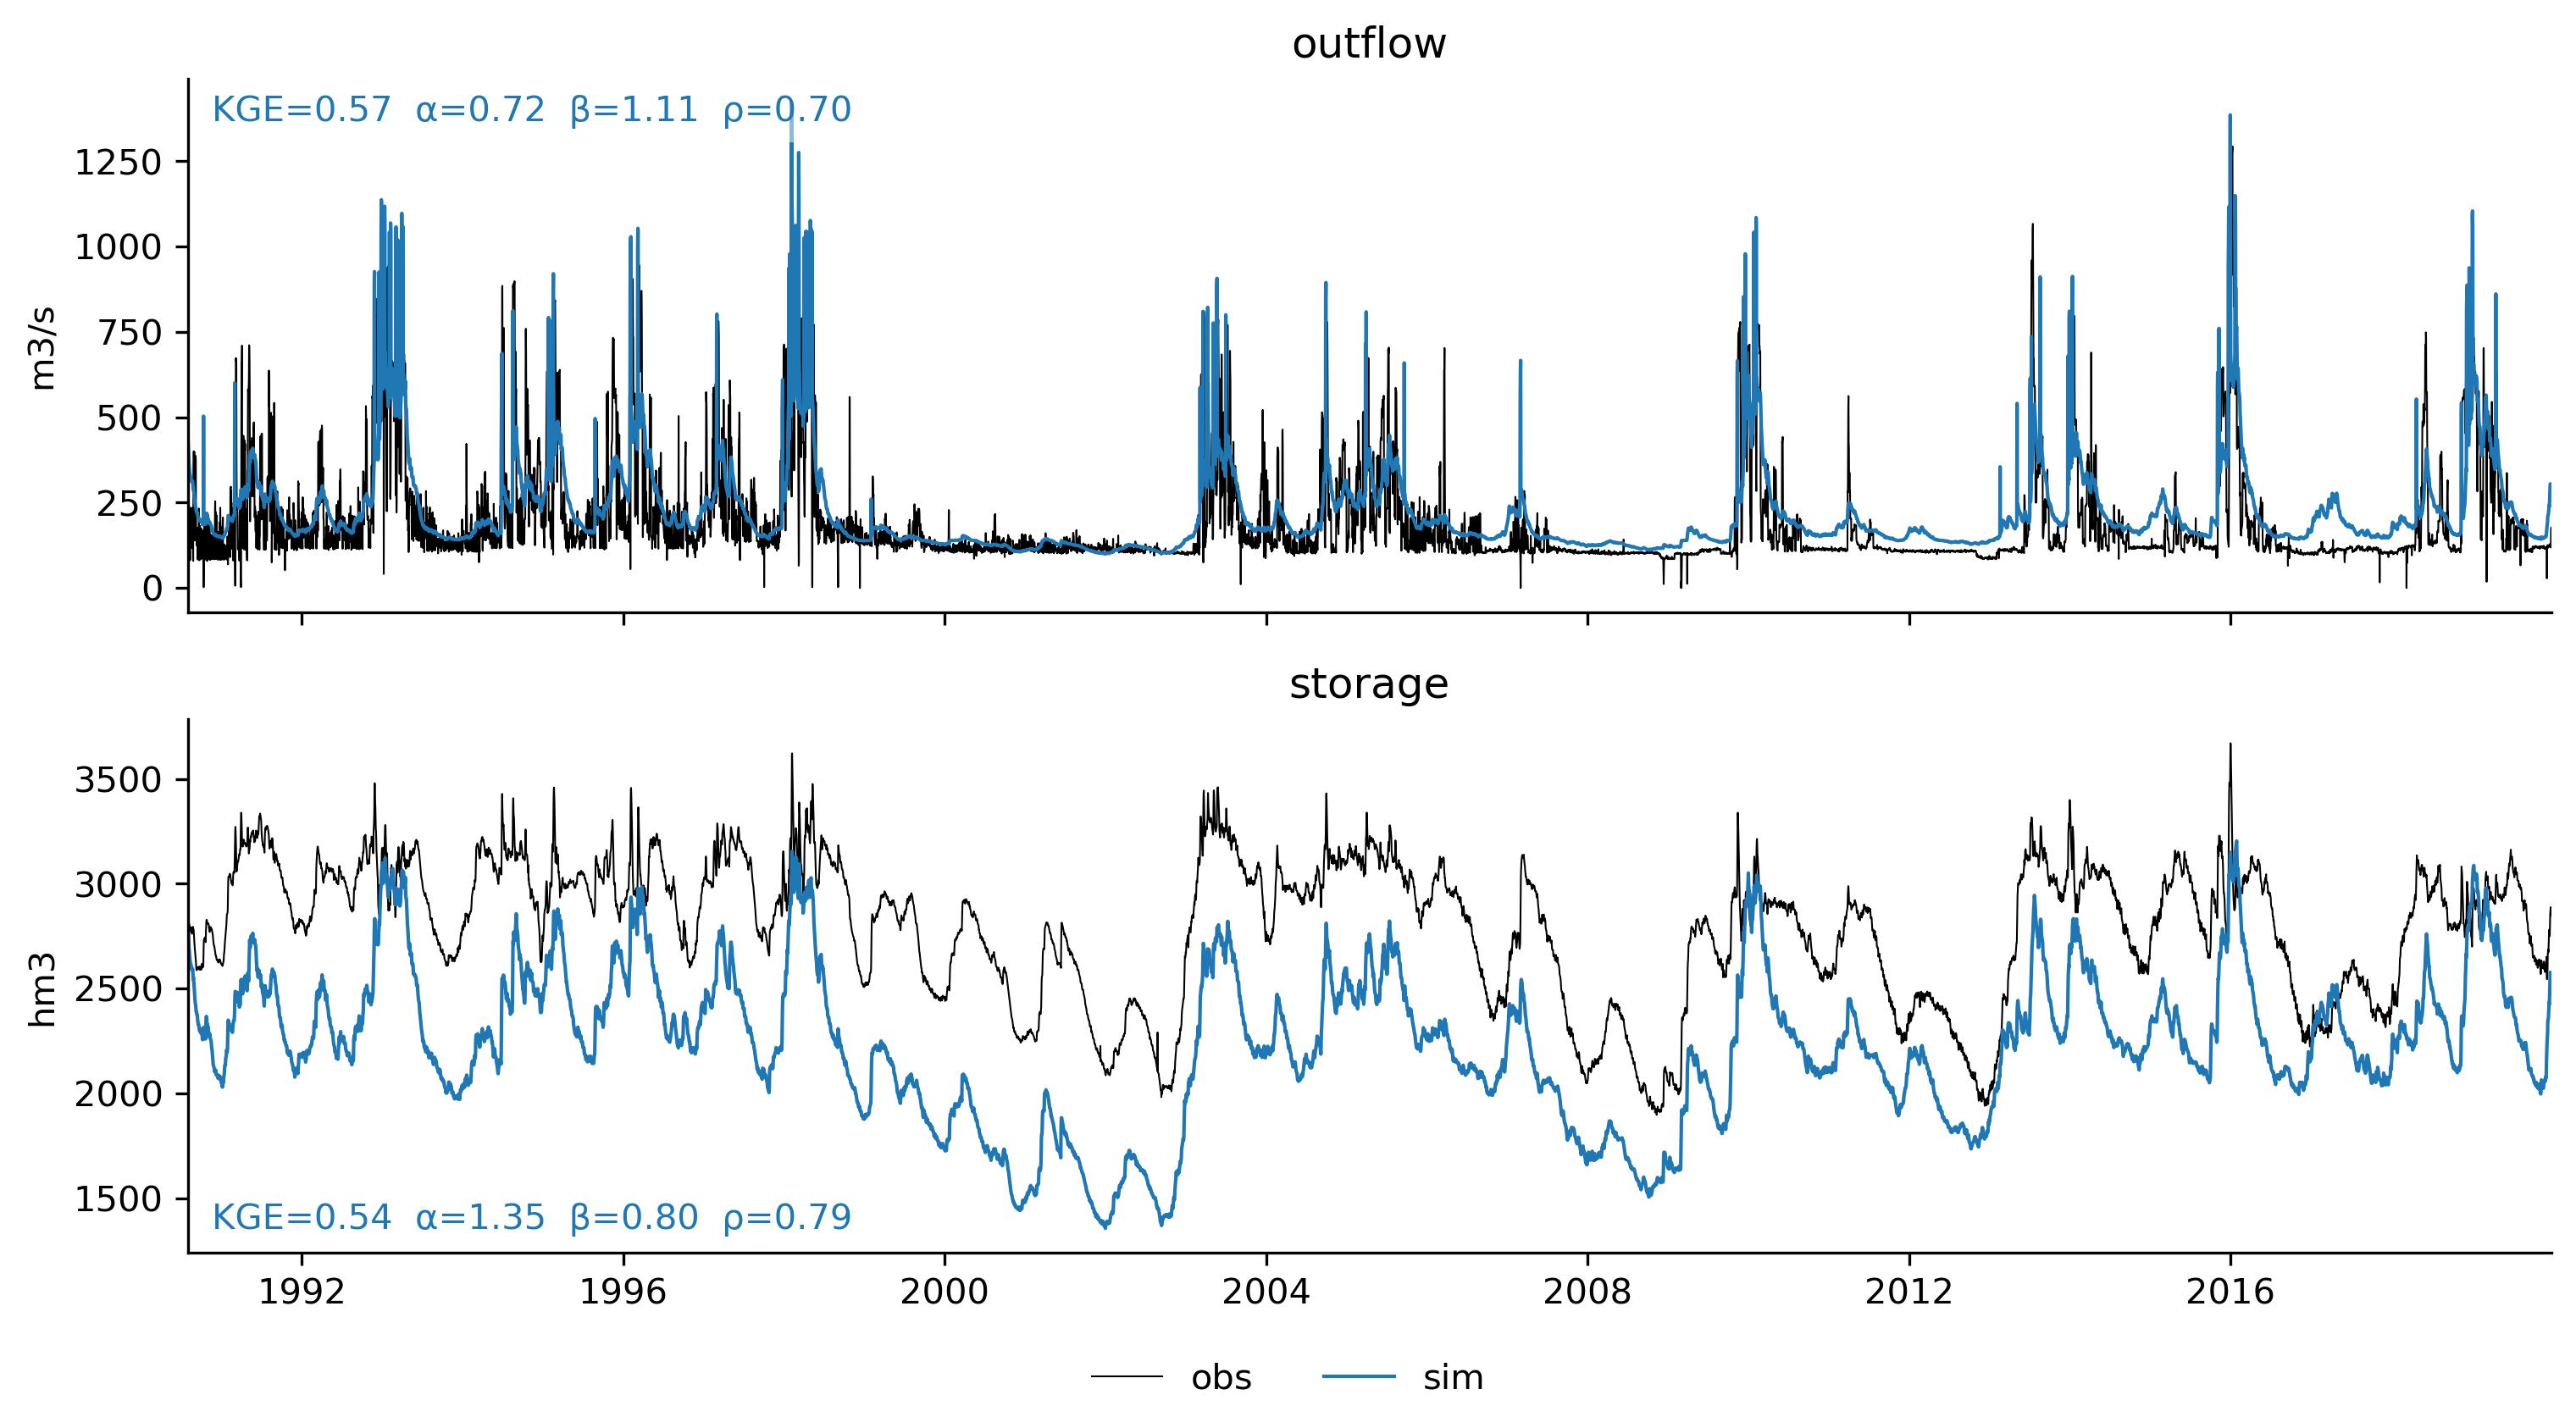 outflow
KGE=0.57 α=0.72 β=1.11 ρ=0.70
1250
1000
750
500
250
0
m3/s
storage
3500
3000
2500
2000
1500
hm3
KGE=0.54 α=1.35 β=0.80 ρ=0.79
1992 1996 2000 2004 2008 2012 2016
obs sim